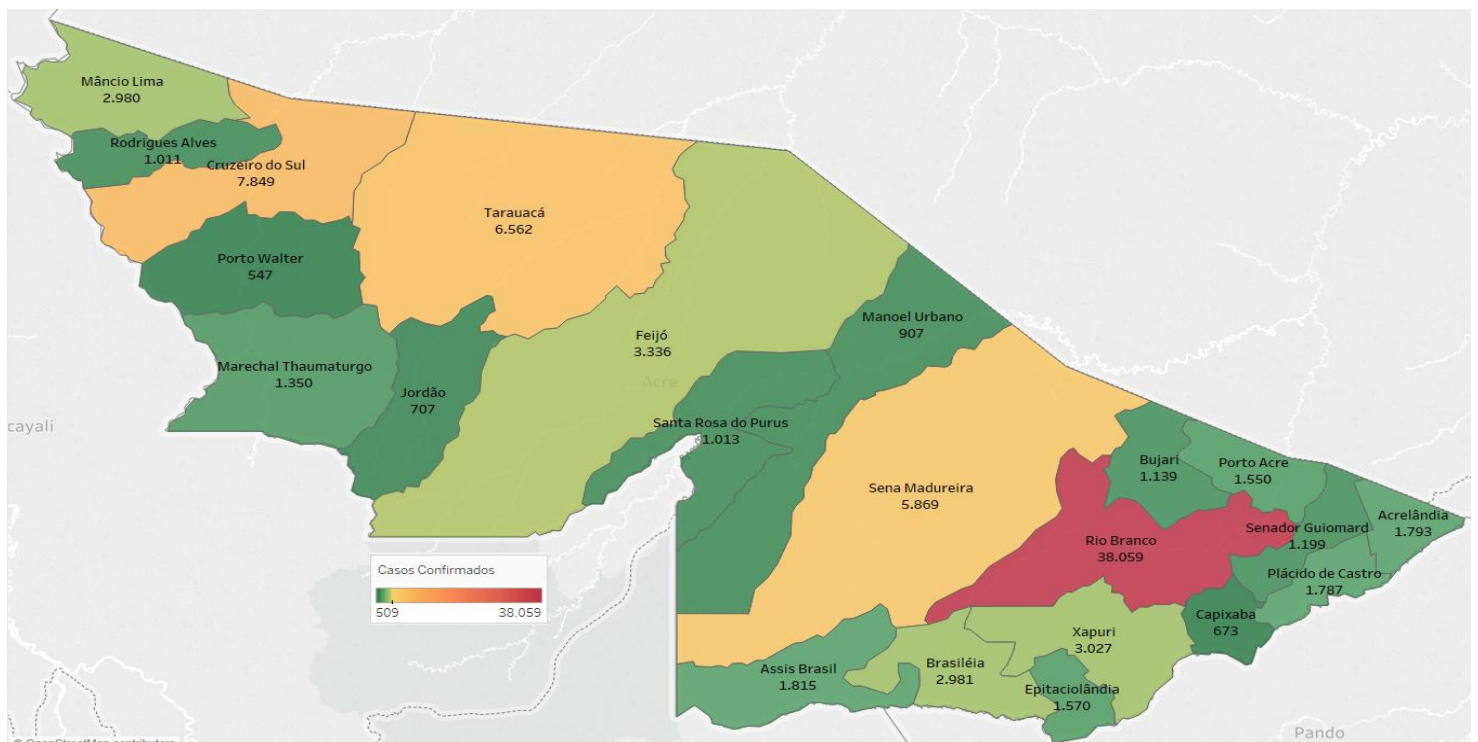 Mâncio Lima
2.980
Rodrigues Alves
1.011
Cruzeiro do Sul
7.849
Tarauacá
6.562
Porto Walter
547
Manoel Urbano
907
Feijó
3.336
Marechal Thaumaturgo
1.350
Acre
Jordão
707
cayali
Santa Rosa do Purus
1.013
Bujari
1.139
Porto Acre
1.550
Sena Madureira
5.869
Acrelândia
1.793
Senador Guiomard
1.199
Rio Branco
38.059
Plácido de Castro
1.787
Casos Confirmados
509 38.059
Capixaba
673
Xapuri
3.027
Brasiléia
2.981
Assis Brasil
1.815
Epitaciolândia
1.570
Pando
© OpenStreetMap contributors